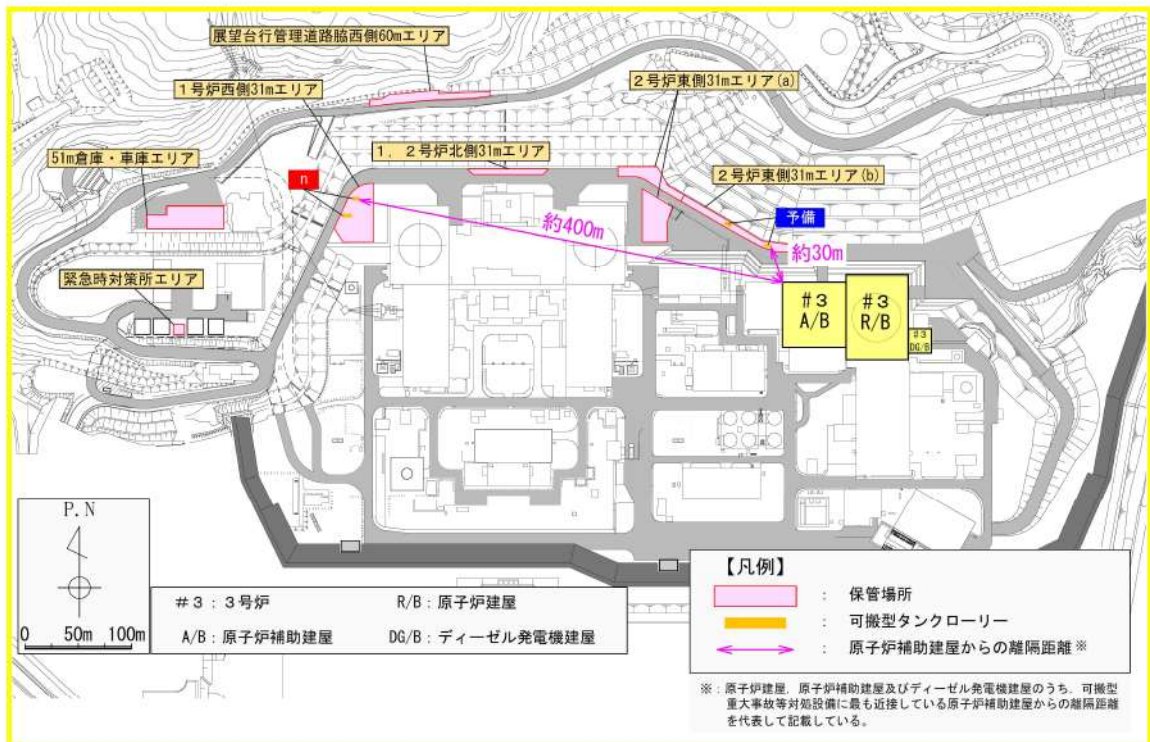 展望台行管理道路脇西側60mエリア
1号炉西側31mエリア
2号炉東側31mエリア(a)
51m倉庫・車庫エリア
1．2号炉北側31mエリア
2号炉東側31mエリア(b)
n
予備
約400m
約30m
緊急時対策所エリア
#3
A/B
#3
R/B
#3
DG/B
P.N
0 50m 100m
#3：3号炉
R/B：原子炉建屋
A/B：原子炉補助建屋
DG/B：ディーゼル発電機建屋
【凡例】
：保管場所
：可搬型タンクローリー
：原子炉補助建屋からの離隔距離※
※：原子炉建屋，原子炉補助建屋及びディーゼル発電機建屋のうち，可搬型
重大事故等対処設備に最も近接している原子炉補助建屋からの離隔距離
を代表して記載している。